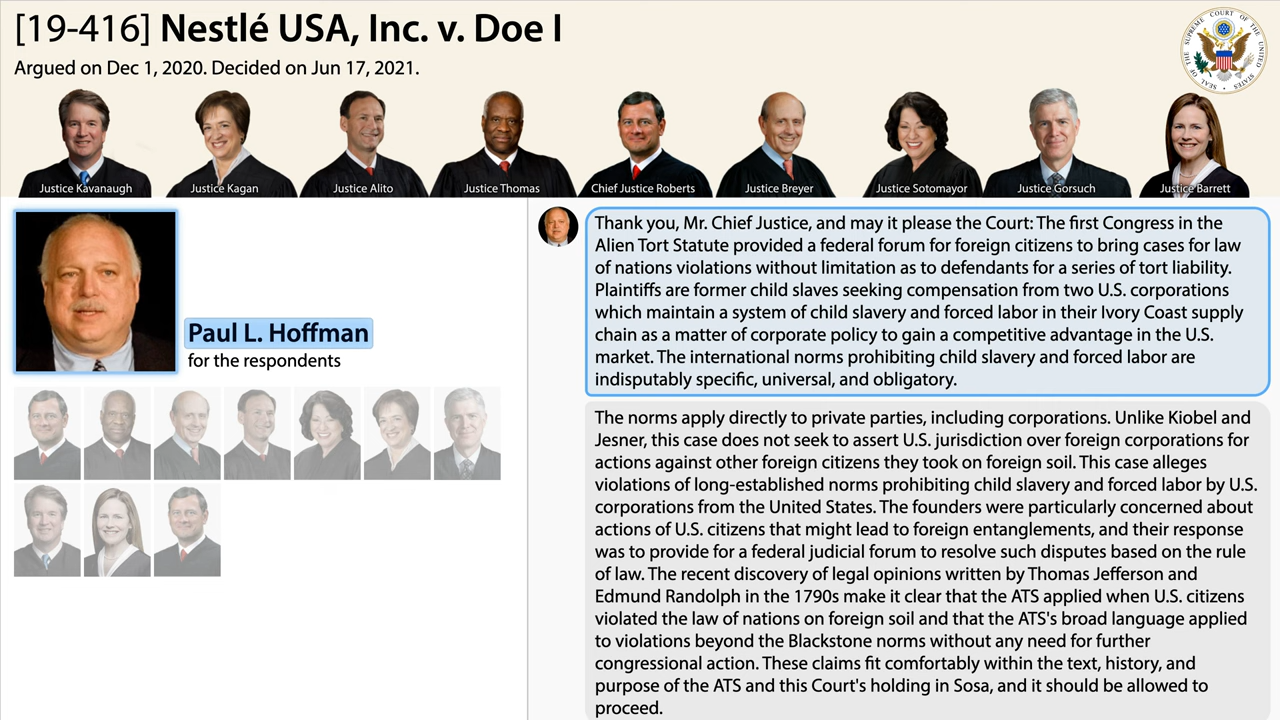 [19-416] Nestlé USA, Inc. v. Doe I
Argued on Dec 1, 2020. Decided on Jun 17, 2021.
SEAL OF THE SUPREME COURT OF THE UNITED STATES
Justice Kavanaugh
Justice Kagan
Justice Alito
Justice Thomas
Chief Justice Roberts
Justice Breyer
Justice Sotomayor
Justice Gorsuch
Justice Barrett
Paul L. Hoffman
for the respondents
Thank you, Mr. Chief Justice, and may it please the Court: The first Congress in the
Alien Tort Statute provided a federal forum for foreign citizens to bring cases for law
of nations violations without limitation as to defendants for a series of tort liability.
Plaintiffs are former child slaves seeking compensation from two U.S. corporations
which maintain a system of child slavery and forced labor in their Ivory Coast supply
chain as a matter of corporate policy to gain a competitive advantage in the U.S.
market. The international norms prohibiting child slavery and forced labor are
indisputably specific, universal, and obligatory.
The norms apply directly to private parties, including corporations. Unlike Kiobel and
Jesner, this case does not seek to assert U.S. jurisdiction over foreign corporations for
actions against other foreign citizens they took on foreign soil. This case alleges
violations of long-established norms prohibiting child slavery and forced labor by U.S.
corporations from the United States. The founders were particularly concerned about
actions of U.S. citizens that might lead to foreign entanglements, and their response
was to provide for a federal judicial forum to resolve such disputes based on the rule
of law. The recent discovery of legal opinions written by Thomas Jefferson and
Edmund Randolph in the 1790s make it clear that the ATS applied when U.S. citizens
violated the law of nations on foreign soil and that the ATS's broad language applied
to violations beyond the Blackstone norms without any need for further
congressional action. These claims fit comfortably within the text, history, and
purpose of the ATS and this Court's holding in Sosa, and it should be allowed to
proceed.